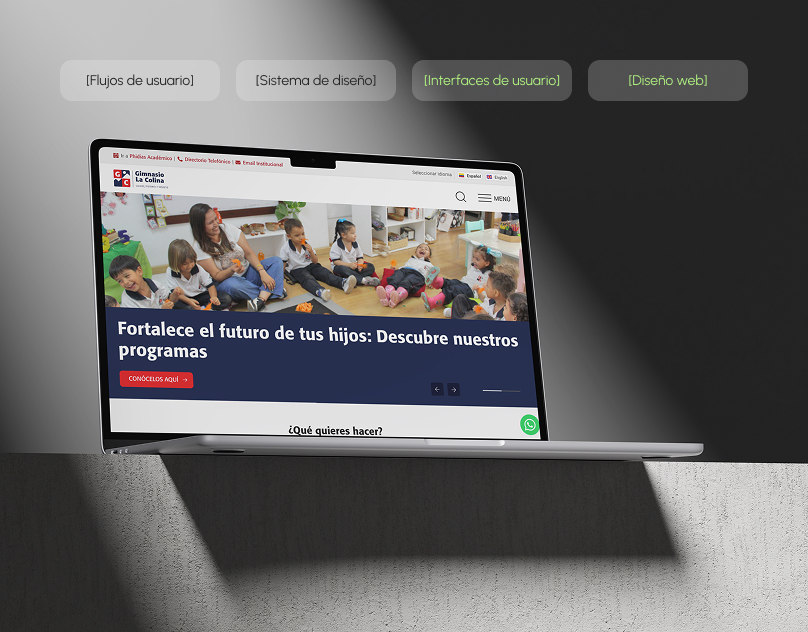 [Flujos de usuario]
[Sistema de diseño]
[Interfaces de usuario]
[Diseño web]
Ir a Phidias Académico | Directorio Telefónico | Email Institucional
Seleccionar idioma Español English
Gimnasio
La Colina
MENÚ
Fortalece el futuro de tus hijos: Descubre nuestros
programas
CONÓCELOS AQUÍ →
¿Qué quieres hacer?